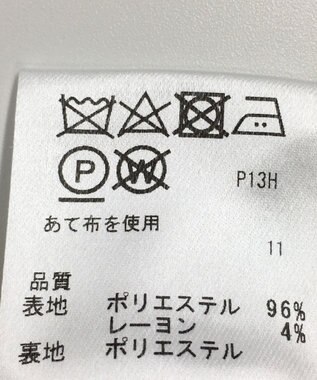 P
W
P13H
あて布を使用
11
品質
表地 ポリエステル 96%
レーヨン 4%
裏地 ポリエステル